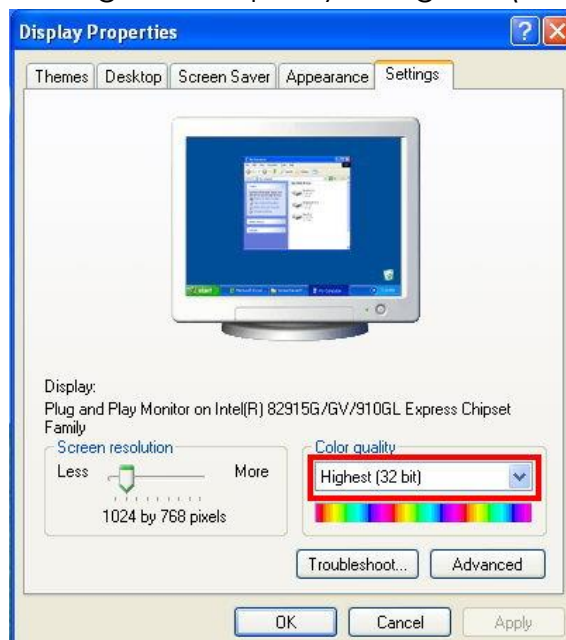 Display Properties
Themes Desktop Screen Saver Appearance Settings
start
Display:
Plug and Play Monitor on Intel(R) 82915G/GV/910GL Express Chipset
Family
Screen resolution
Less More
1024 by 768 pixels
Color quality
Highest (32 bit)
Troubleshoot... Advanced
OK Cancel Apply